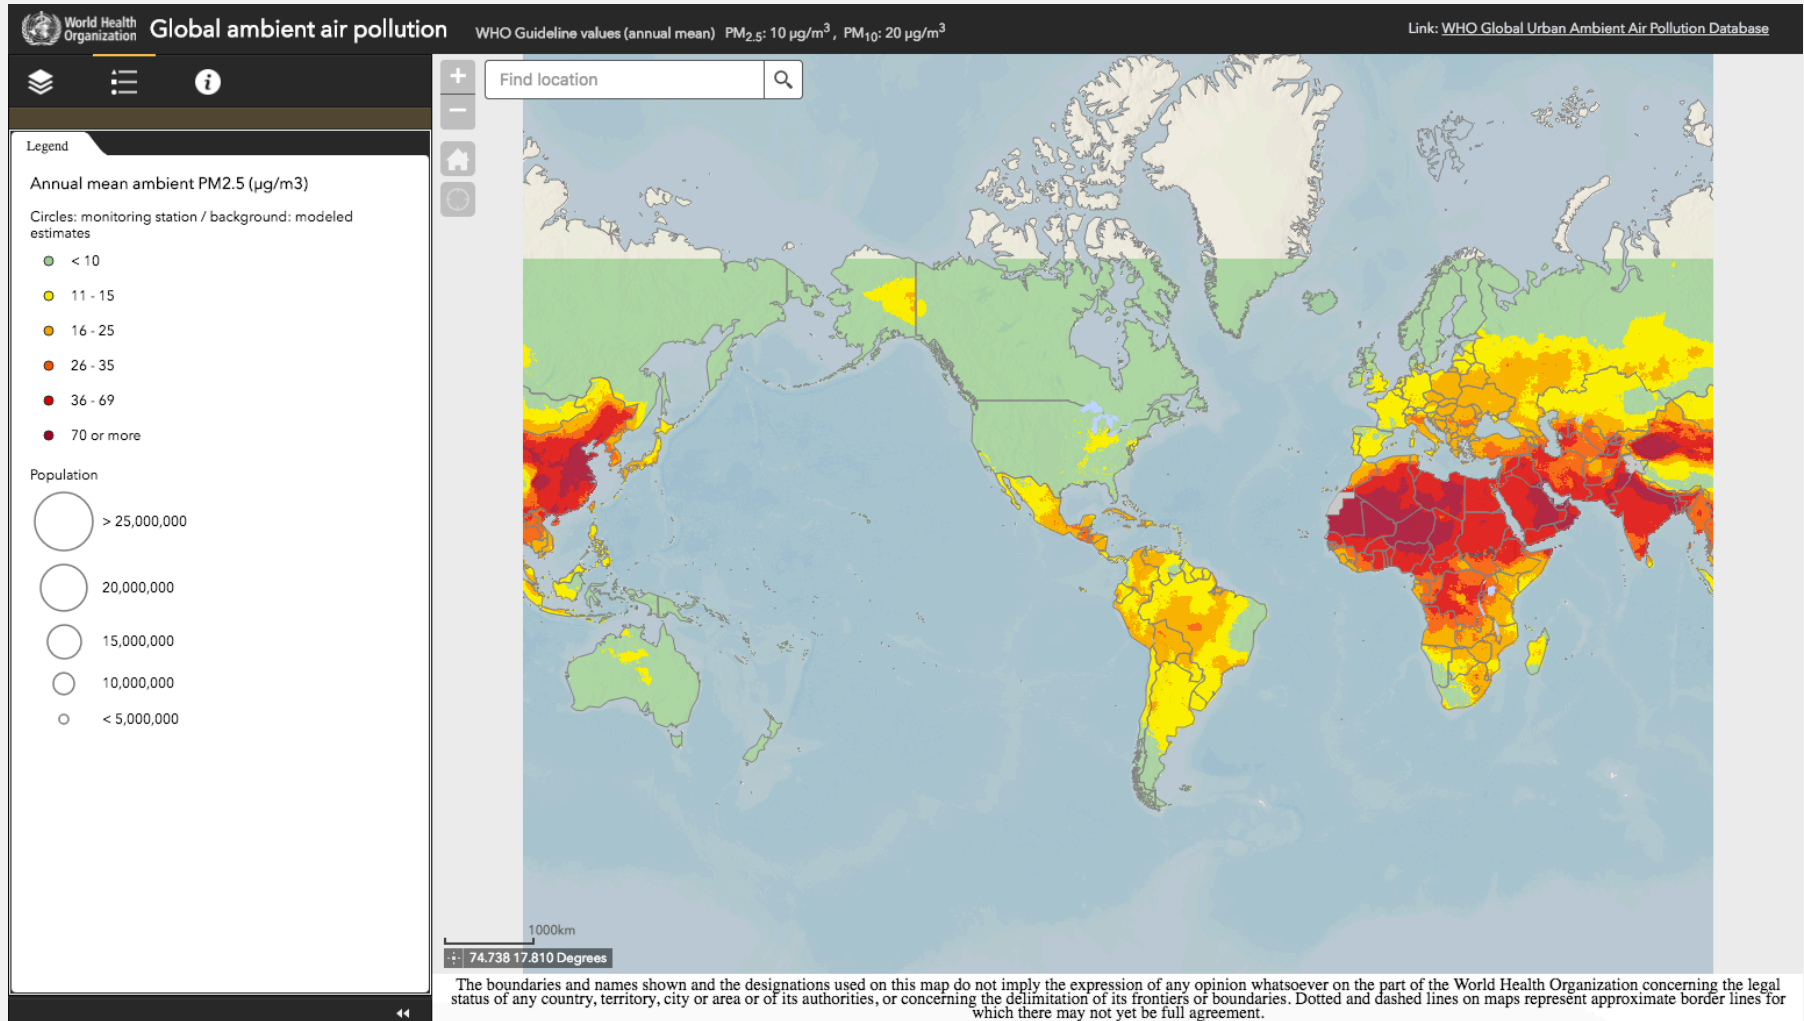 World Health
Organization
Global ambient air pollution
WHO Guideline values (annual mean) PM2.5: 10 µg/m3 , PM10: 20 µg/m3
Link: WHO Global Urban Ambient Air Pollution Database
Find location
Legend
Annual mean ambient PM2.5 (µg/m3)
Circles: monitoring station / background: modeled
estimates
< 10
11 - 15
16 - 25
26 - 35
36 - 69
70 or more
Population
> 25,000,000
20,000,000
15,000,000
10,000,000
< 5,000,000
1000km
74.738 17.810 Degrees
The boundaries and names shown and the designations used on this map do not imply the expression of any opinion whatsoever on the part of the World Health Organization concerning the legal
status of any country, territory, city or area or of its authorities, or concerning the delimitation of its frontiers or boundaries. Dotted and dashed lines on maps represent approximate border lines for
which there may not yet be full agreement.